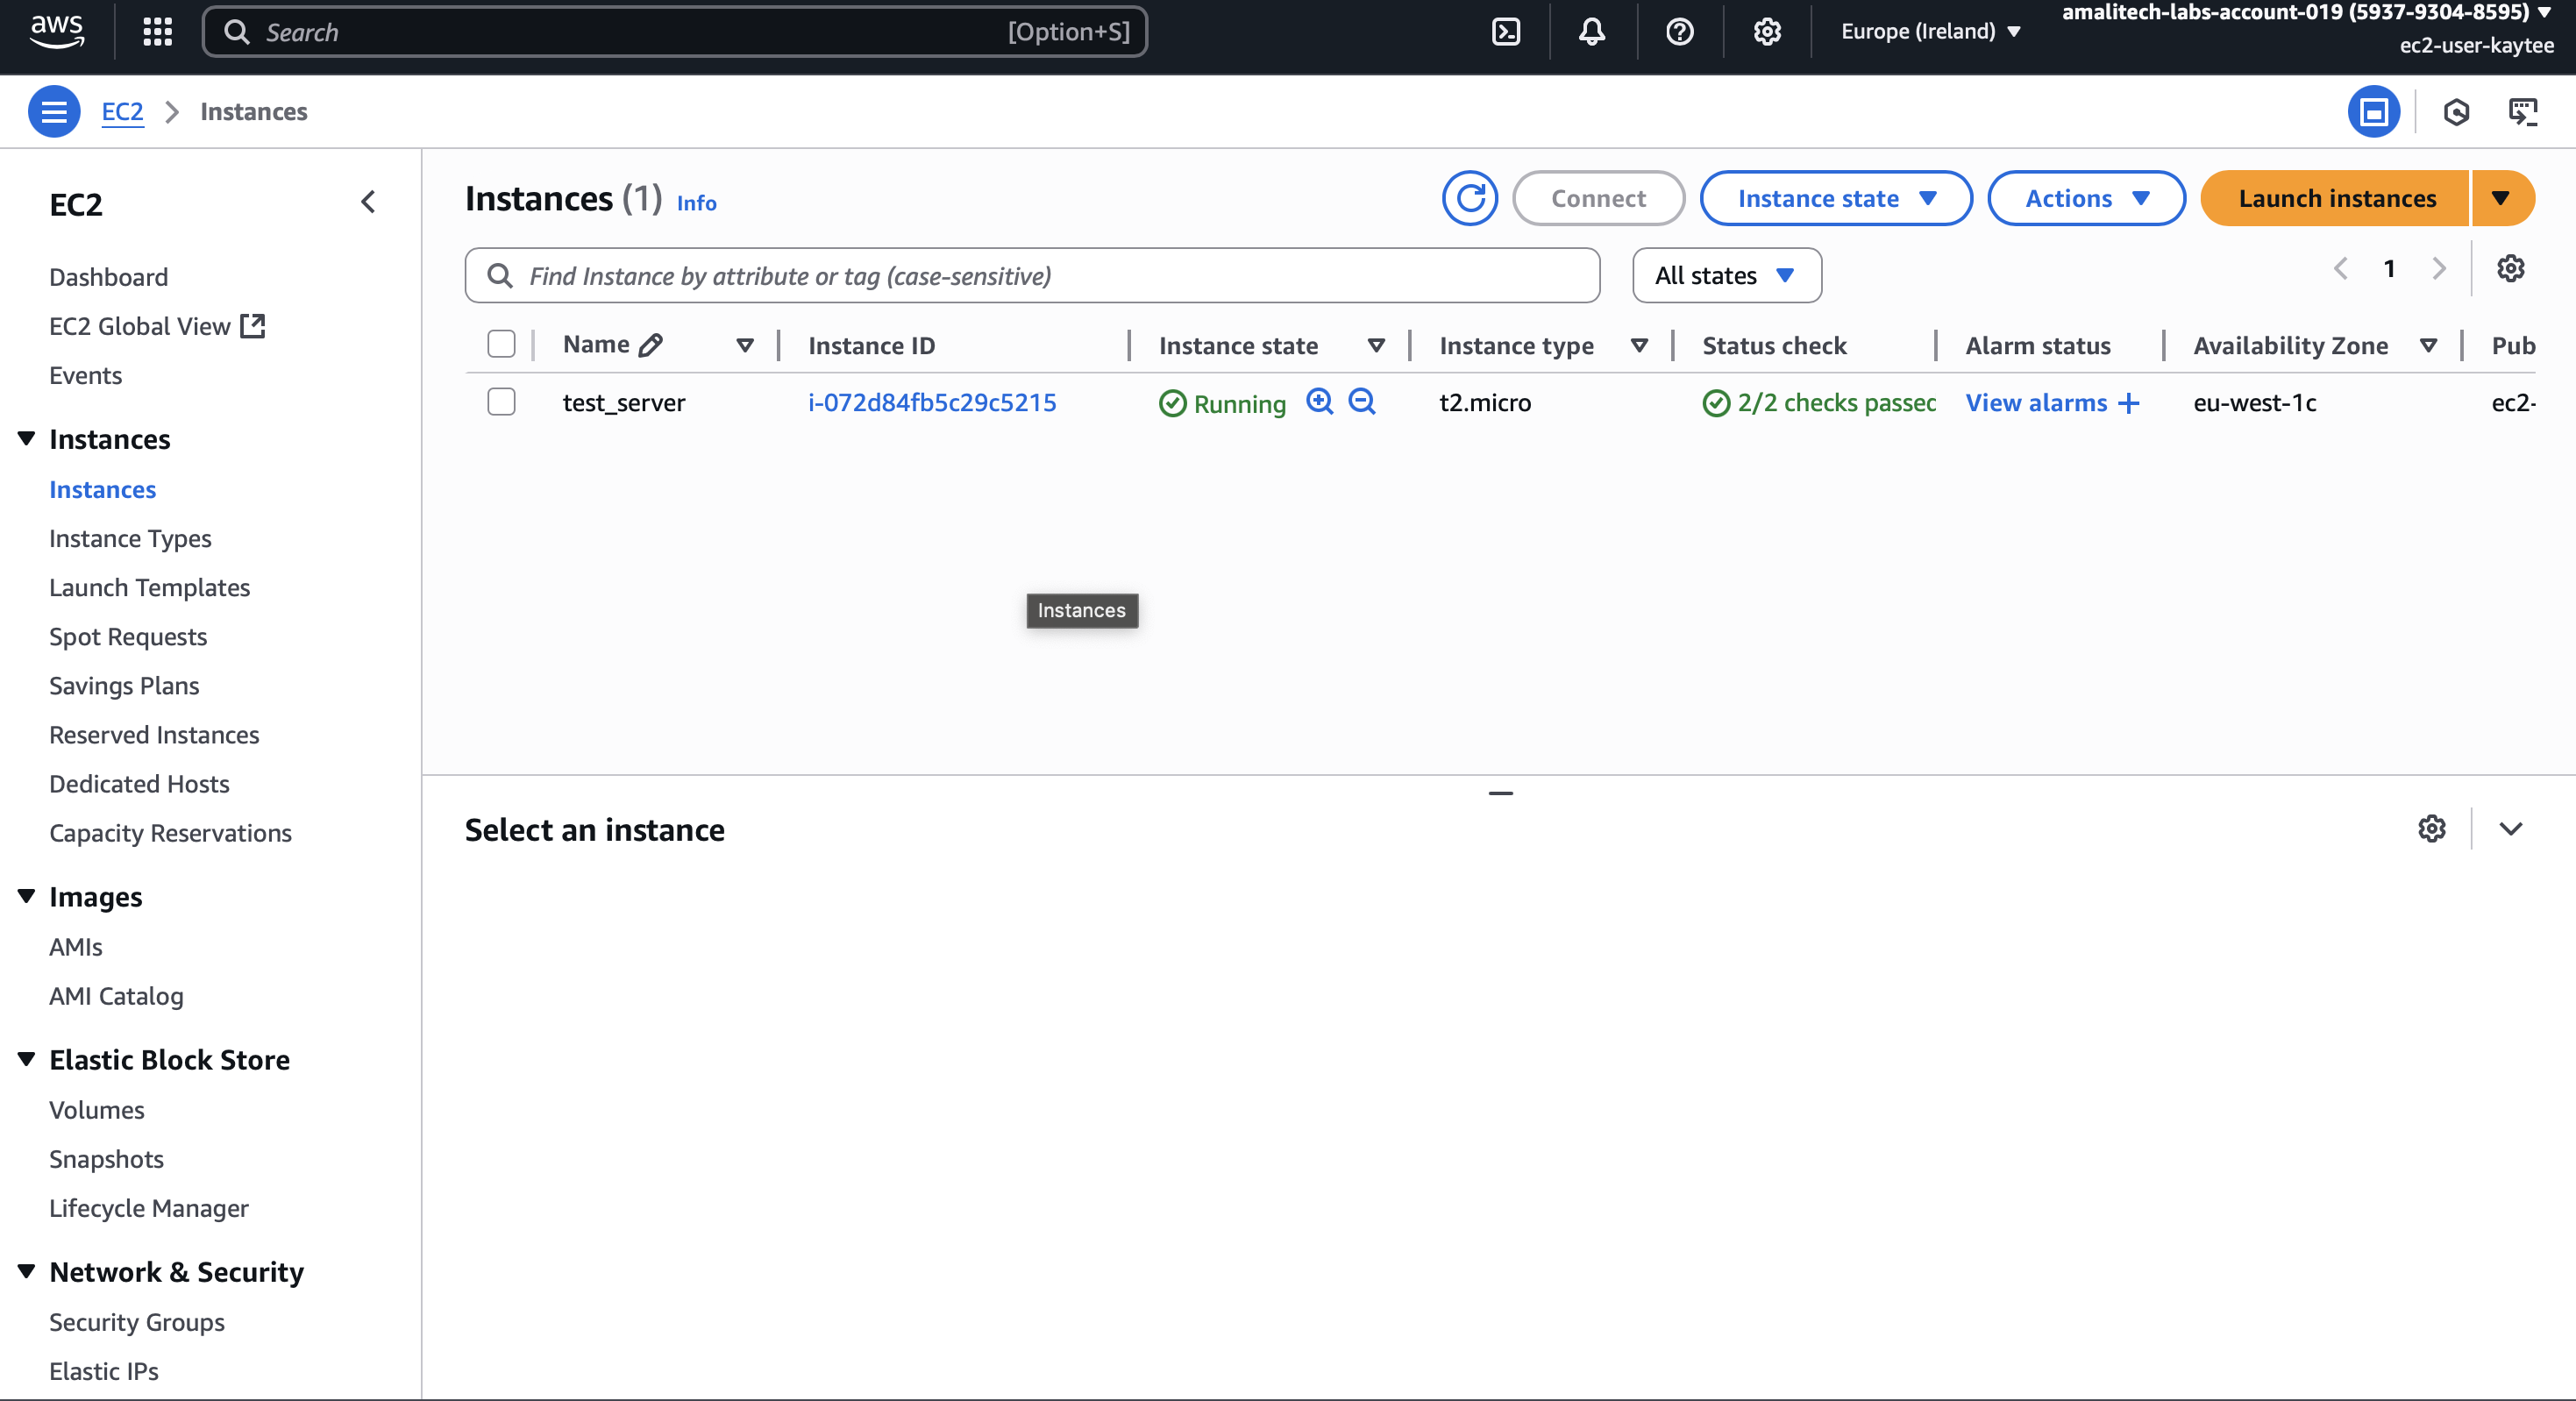 aws
Search [Option+S]
Europe (Ireland)
amalitech-labs-account-019 (5937-9304-8595)
ec2-user-kaytee
EC2 Instances
EC2
Dashboard
EC2 Global View
Events
Instances
Instances
Instance Types
Launch Templates
Spot Requests
Savings Plans
Reserved Instances
Dedicated Hosts
Capacity Reservations
Images
AMIs
AMI Catalog
Elastic Block Store
Volumes
Snapshots
Lifecycle Manager
Network & Security
Security Groups
Elastic IPs
Instances (1) Info
Connect
Instance state
Actions
Launch instances
Find Instance by attribute or tag (case-sensitive)
All states
1
Name Instance ID Instance state Instance type Status check Alarm status Availability Zone Pub
test_server i-072d84fb5c29c5215 Running t2.micro 2/2 checks passed View alarms + eu-west-1c ec2-
Instances
Select an instance